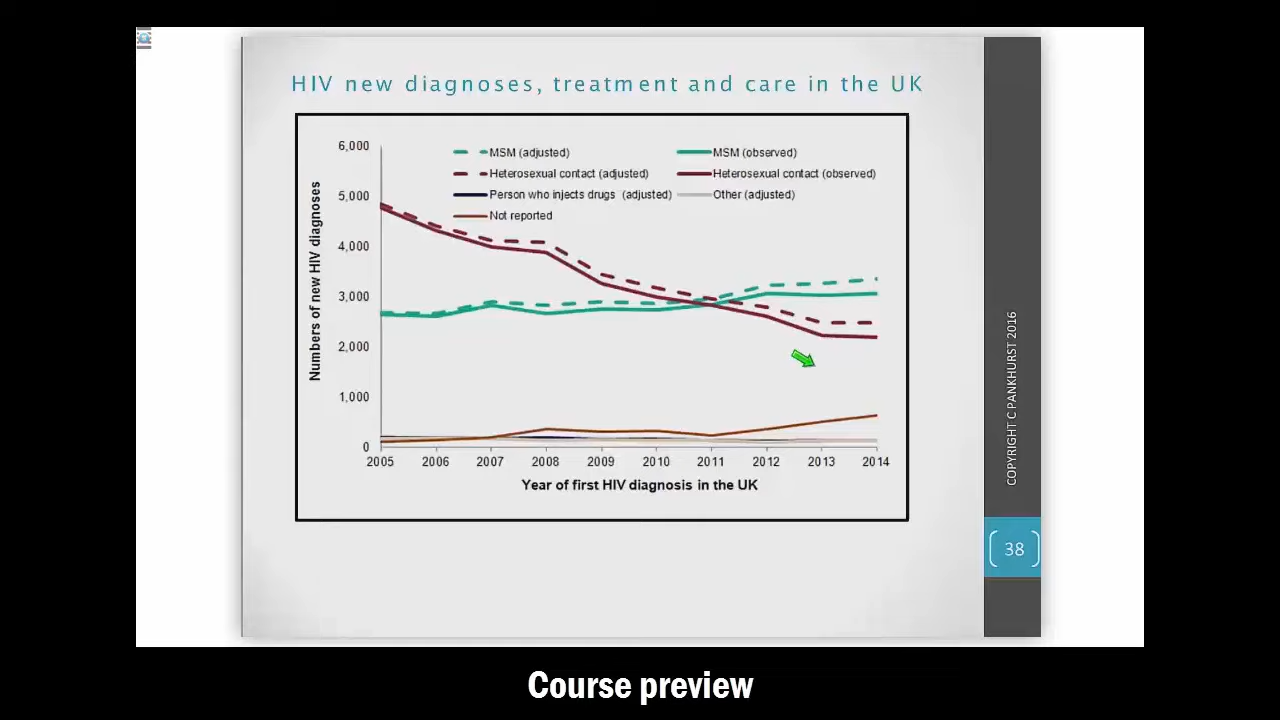 HIV new diagnoses, treatment and care in the UK
6,000
5,000
4,000
3,000
2,000
1,000
0
Numbers of new HIV diagnoses
MSM (adjusted)
MSM (observed)
Heterosexual contact (adjusted)
Heterosexual contact (observed)
Person who injects drugs (adjusted)
Other (adjusted)
Not reported
2005 2006 2007 2008 2009 2010 2011 2012 2013 2014
Year of first HIV diagnosis in the UK
COPYRIGHT C PANKHURST 2016
38
Course preview